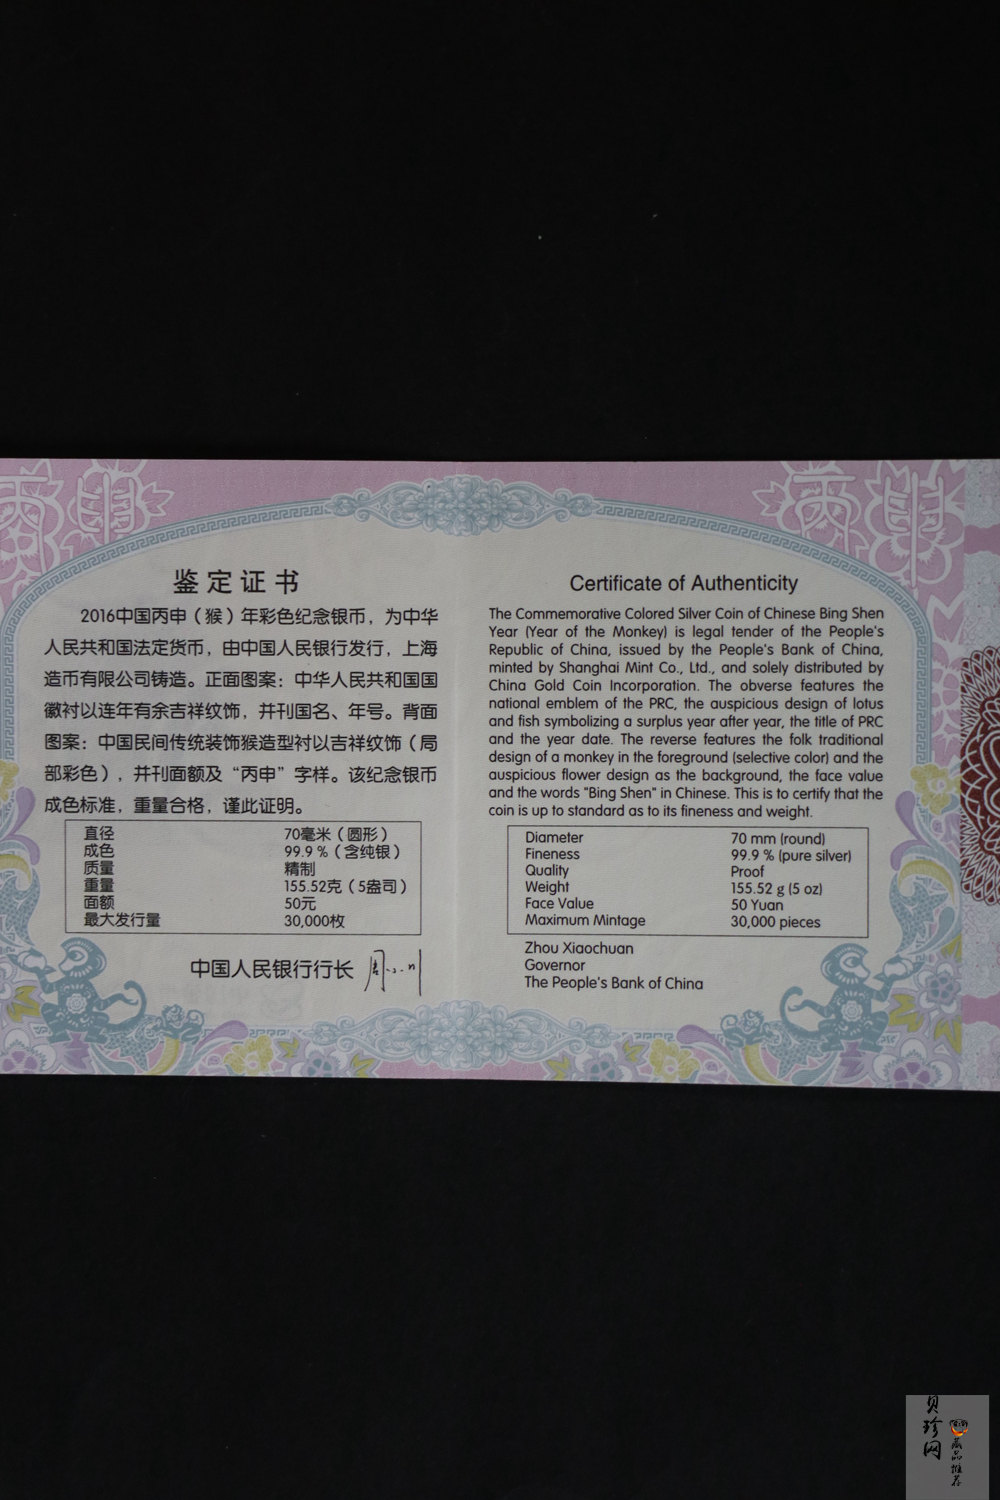 丙申
丙申
鉴定证书
2016中国丙申（猴）年彩色纪念银币，为中华
人民共和国法定货币，由中国人民银行发行，上海
造币有限公司铸造。正面图案：中华人民共和国国
徽衬以连年有余吉祥纹饰，并刊国名、年号。背面
图案：中国民间传统装饰猴造型衬以吉祥纹饰（局
部彩色），并刊面额及“丙申”字样。该纪念银币
成色标准，重量合格，谨此证明。
直径 70毫米（圆形）
成色 99.9 %（含纯银）
质量 精制
重量 155.52克（5盎司）
面额 50元
最大发行量 30,000枚
中国人民银行行长
Certificate of Authenticity
The Commemorative Colored Silver Coin of Chinese Bing Shen
Year (Year of the Monkey) is legal tender of the People's
Republic of China, issued by the People's Bank of China,
minted by Shanghai Mint Co., Ltd., and solely distributed by
China Gold Coin Incorporation. The obverse features the
national emblem of the PRC, the auspicious design of lotus
and fish symbolizing a surplus year after year, the title of PRC
and the year date. The reverse features the folk traditional
design of a monkey in the foreground (selective color) and the
auspicious flower design as the background, the face value
and the words "Bing Shen" in Chinese. This is to certify that the
coin is up to standard as to its fineness and weight.
Diameter 70 mm (round)
Fineness 99.9 % (pure silver)
Quality Proof
Weight 155.52 g (5 oz)
Face Value 50 Yuan
Maximum Mintage 30,000 pieces
Zhou Xiaochuan
Governor
The People's Bank of China
贝珍网
藏品推荐